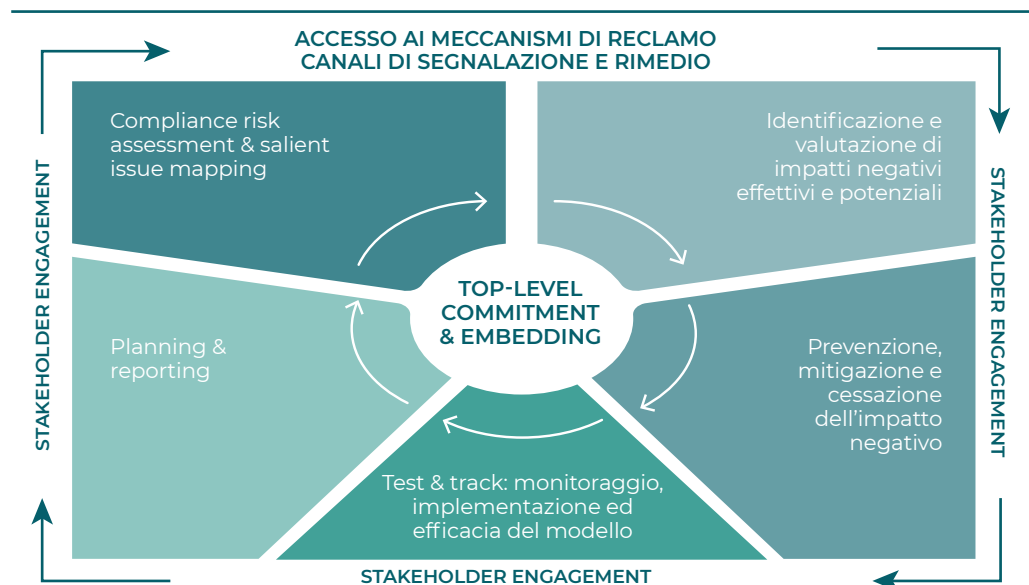 ACCESSO AI MECCANISMI DI RECLAMO
CANALI DI SEGNALAZIONE E RIMEDIO
Compliance risk
assessment & salient
issue mapping
Identificazione e
valutazione di
impatti negativi
effettivi e potenziali
STAKEHOLDER ENGAGEMENT
STAKEHOLDER ENGAGEMENT
TOP-LEVEL
COMMITMENT
& EMBEDDING
Planning &
reporting
Prevenzione,
mitigazione e
cessazione
dell’impatto
negativo
Test & track: monitoraggio,
implementazione ed
efficacia del modello
STAKEHOLDER ENGAGEMENT